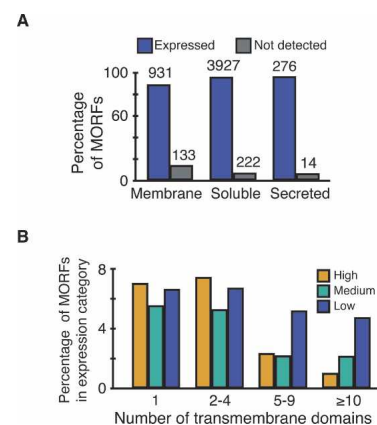 A
Expressed
Not detected
931
3927
276
133
222
14
100
60
0
Percentage
of MORFs
Membrane
Soluble
Secreted
B
High
Medium
Low
8
4
0
Percentage of MORFs
in expression category
1
2-4
5-9
≥10
Number of transmembrane domains